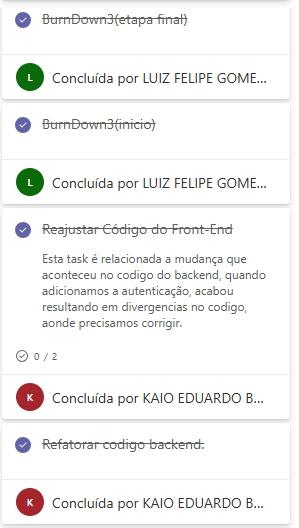 BurnDown3(etapa final)
L
Concluída por LUIZ FELIPE GOME...
BurnDown3(inicio)
L
Concluída por LUIZ FELIPE GOME...
Reajustar Código do Front-End
Esta task é relacionada a mudança que
aconteceu no codigo do backend, quando
adicionamos a autenticação, acabou
resultando em divergencias no codigo,
aonde precisamos corrigir.
0 / 2
K
Concluída por KAIO EDUARDO B...
Refatorar codigo backend.
K
Concluída por KAIO EDUARDO B...